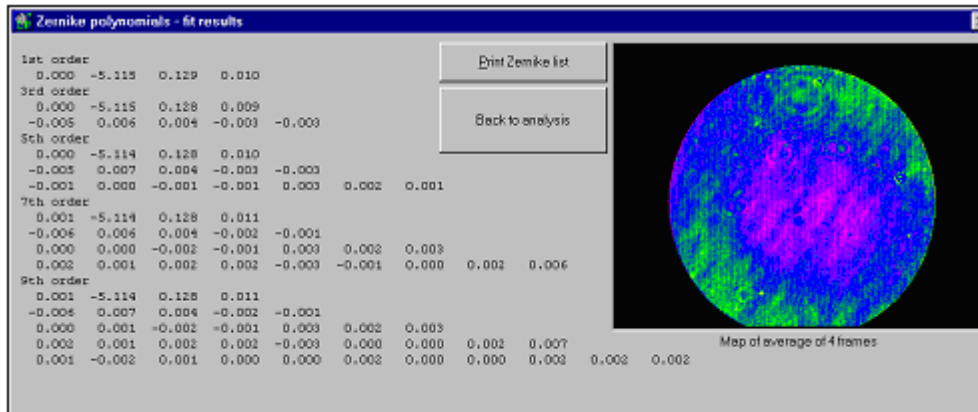 Zernike polynomials - fit results
1st order
0.000 -5.115 0.129 0.010
3rd order
0.000 -5.115 0.128 0.009
-0.005 0.006 0.004 -0.003 -0.003
5th order
0.000 -5.114 0.128 0.010
-0.005 0.007 0.004 -0.003 -0.003
-0.001 0.000 -0.001 -0.001 0.003 0.002 0.001
7th order
0.001 -5.114 0.128 0.011
-0.006 0.006 0.004 -0.002 -0.001
0.000 0.000 -0.002 -0.001 0.003 0.002 0.003
0.002 0.001 0.002 0.002 -0.003 -0.001 0.000 0.002 0.006
9th order
0.001 -5.114 0.128 0.011
-0.006 0.007 0.004 -0.002 -0.001
0.000 0.001 -0.002 -0.001 0.003 0.002 0.003
0.002 0.001 0.002 0.002 -0.003 0.000 0.000 0.002 0.007
0.001 -0.002 0.001 0.000 0.000 0.002 0.000 0.000 0.002 0.002 0.002
Print Zernike list
Back to analysis
Map of average of 4 frames